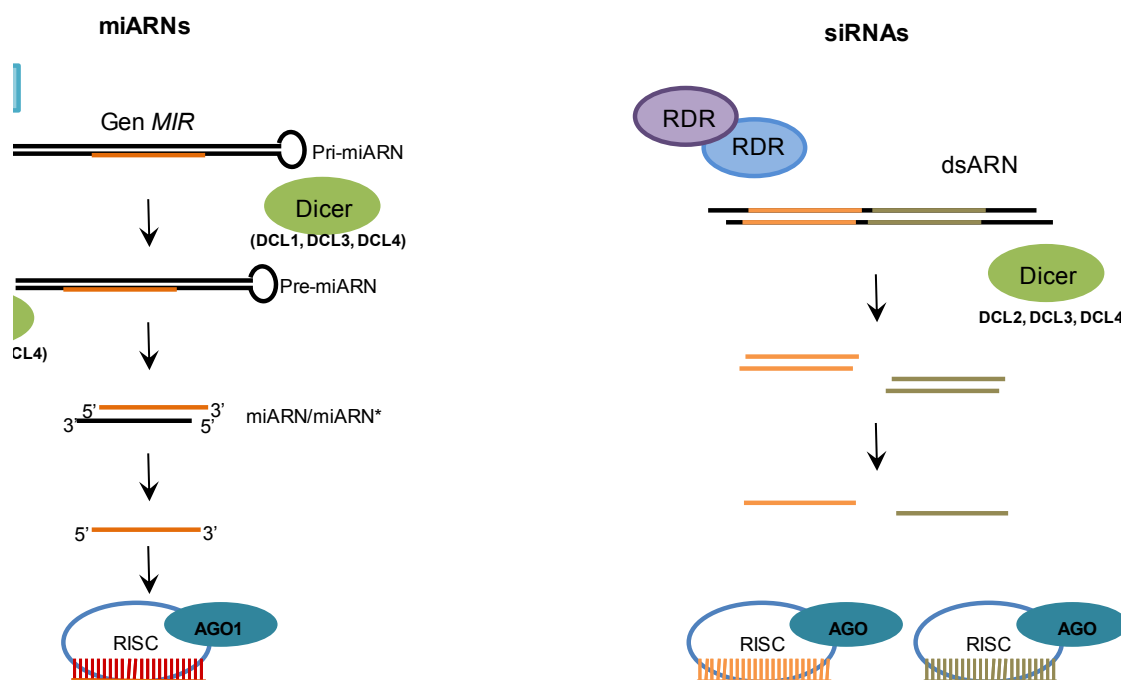 miARNs
Gen MIR
Pri-miARN
Dicer
(DCL1, DCL3, DCL4)
Pre-miARN
CL4)
5’ 3’
3’ 5’
miARN/miARN*
5’ 3’
RISC
AGO1
siRNAs
RDR
RDR
dsARN
Dicer
DCL2, DCL3, DCL4
RISC
AGO
RISC
AGO